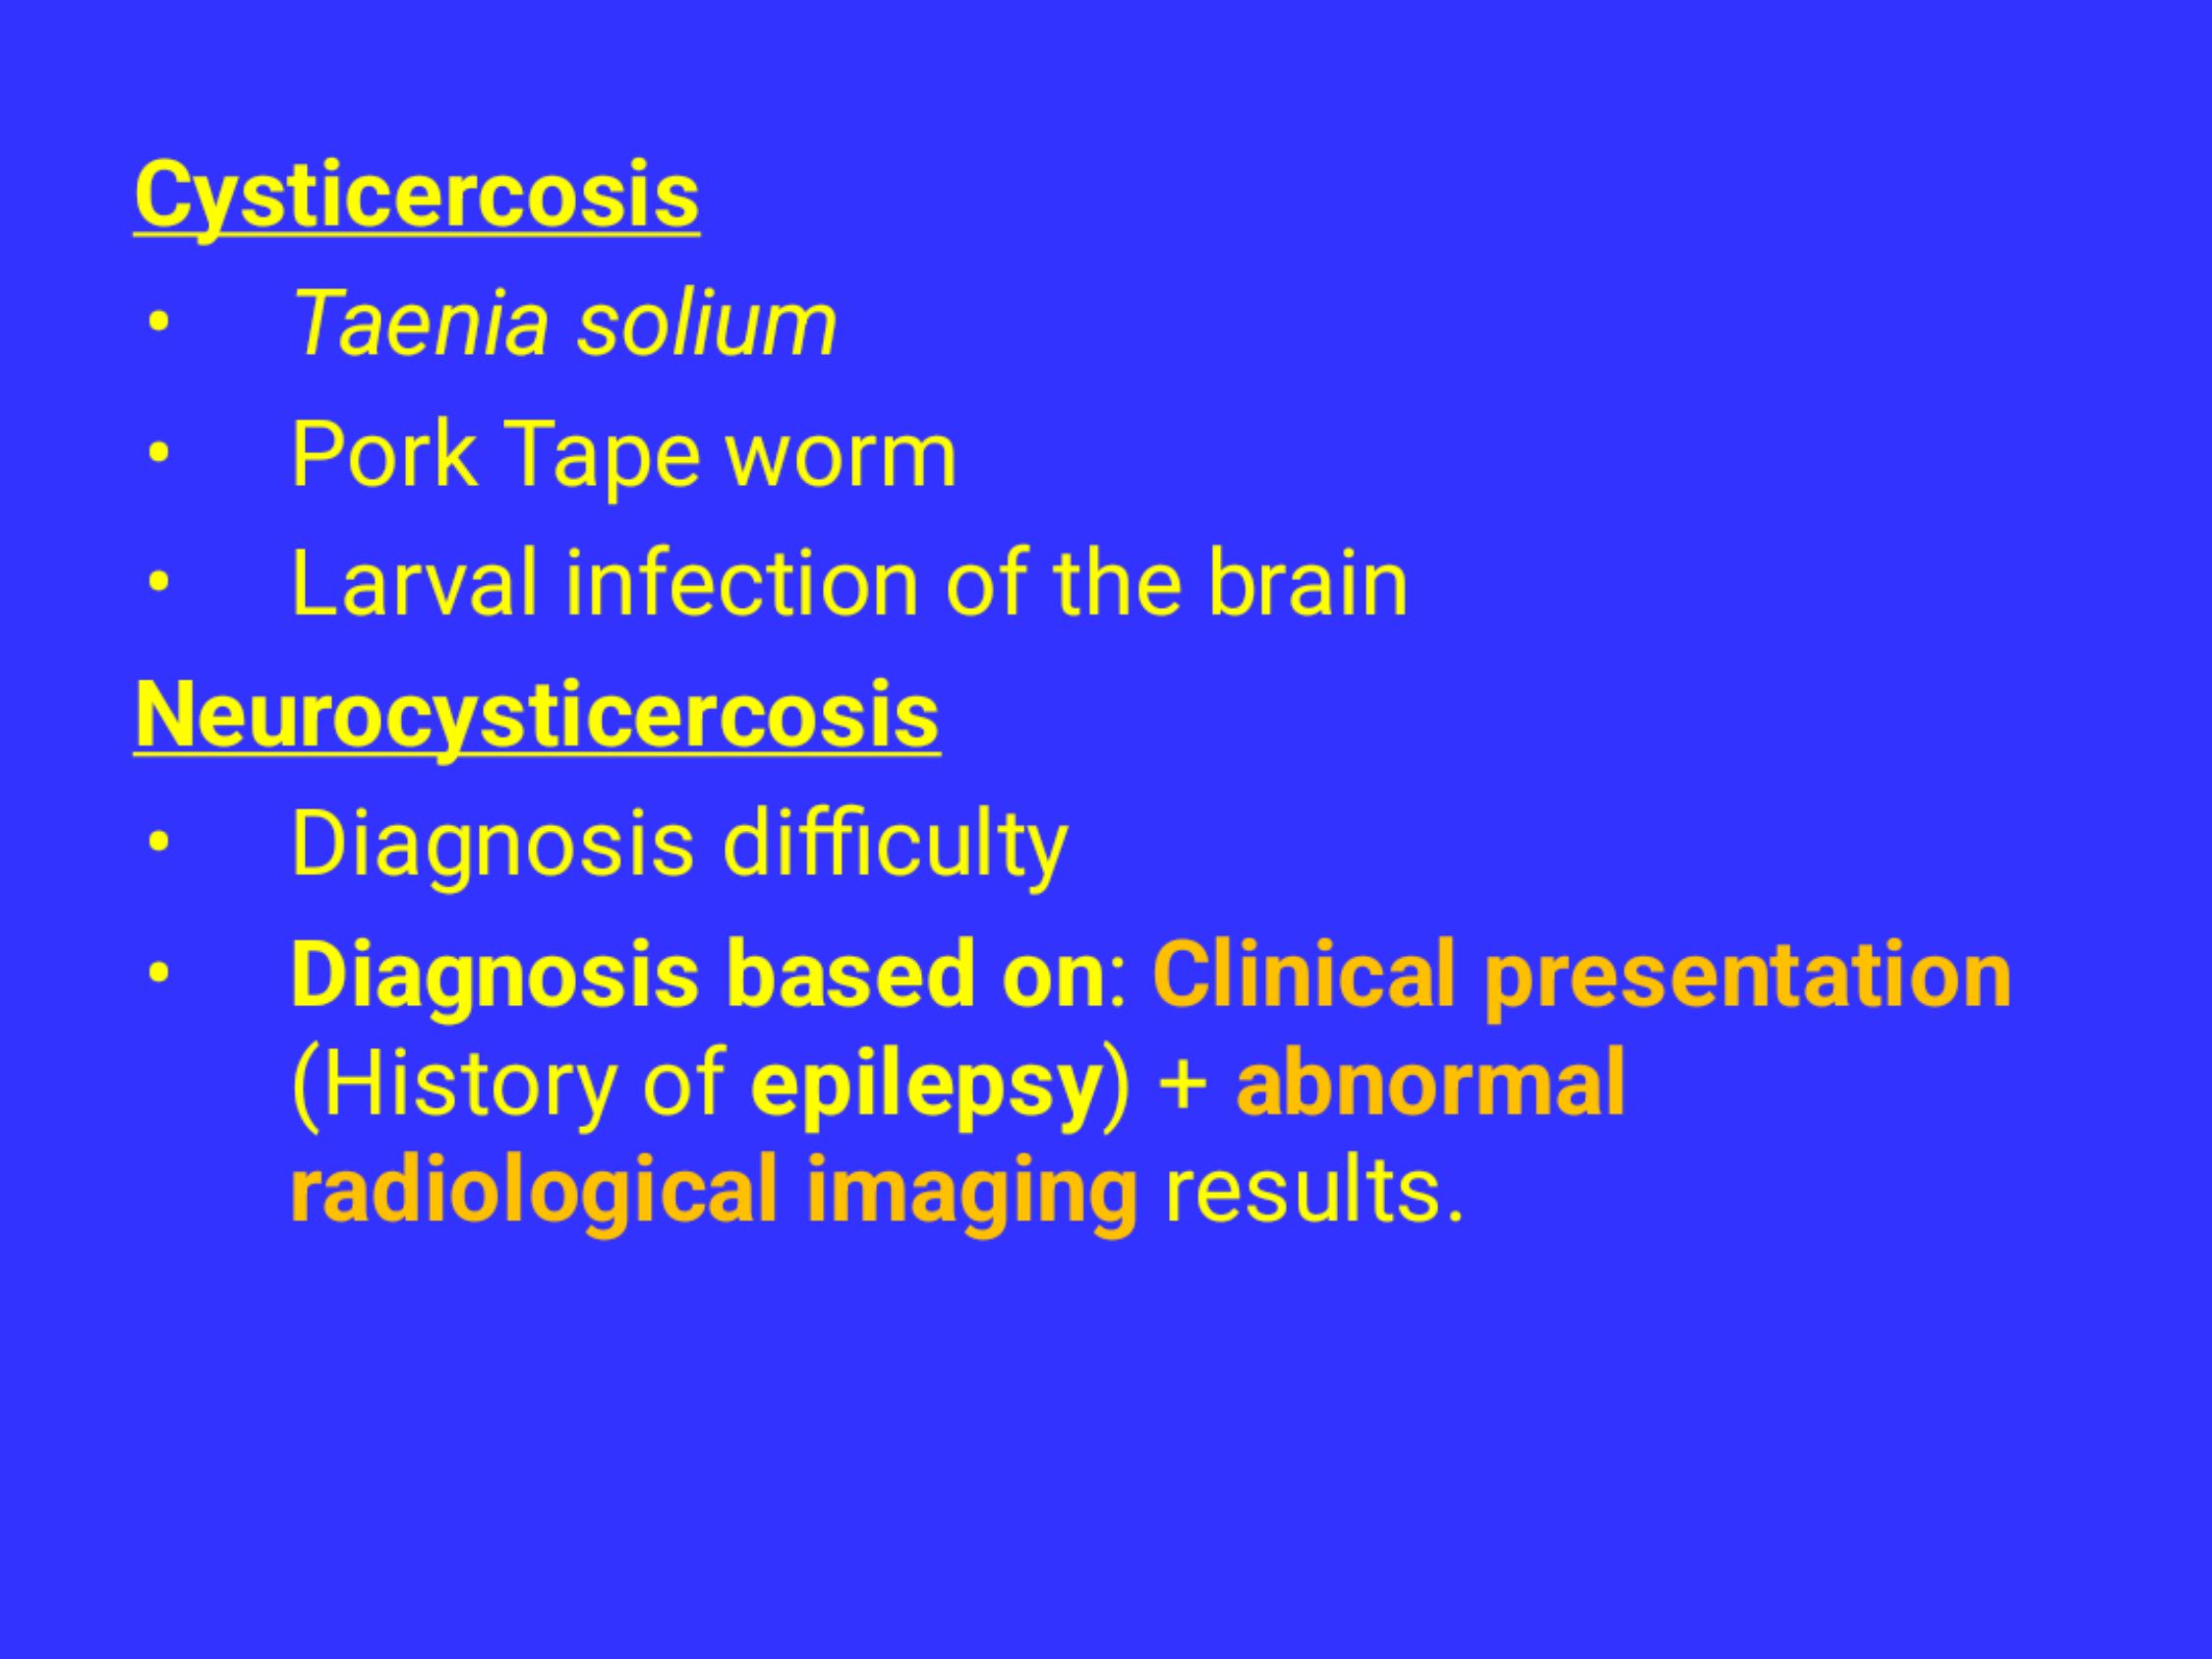 Cysticercosis
• Taenia solium
• Pork Tape worm
• Larval infection of the brain
Neurocysticercosis
• Diagnosis difficulty
• Diagnosis based on: Clinical presentation
(History of epilepsy) + abnormal
radiological imaging results.